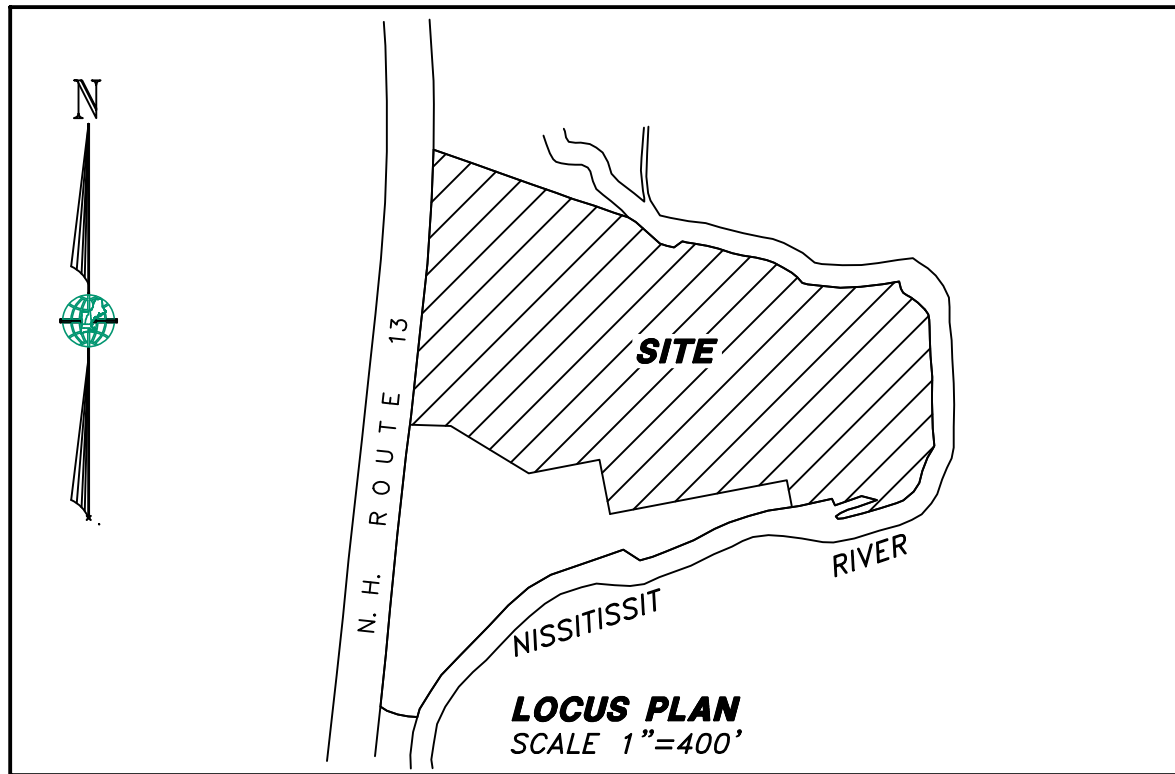 N
N. H. ROUTE 13
SITE
NISSITISSIT
RIVER
LOCUS PLAN
SCALE 1"=400'